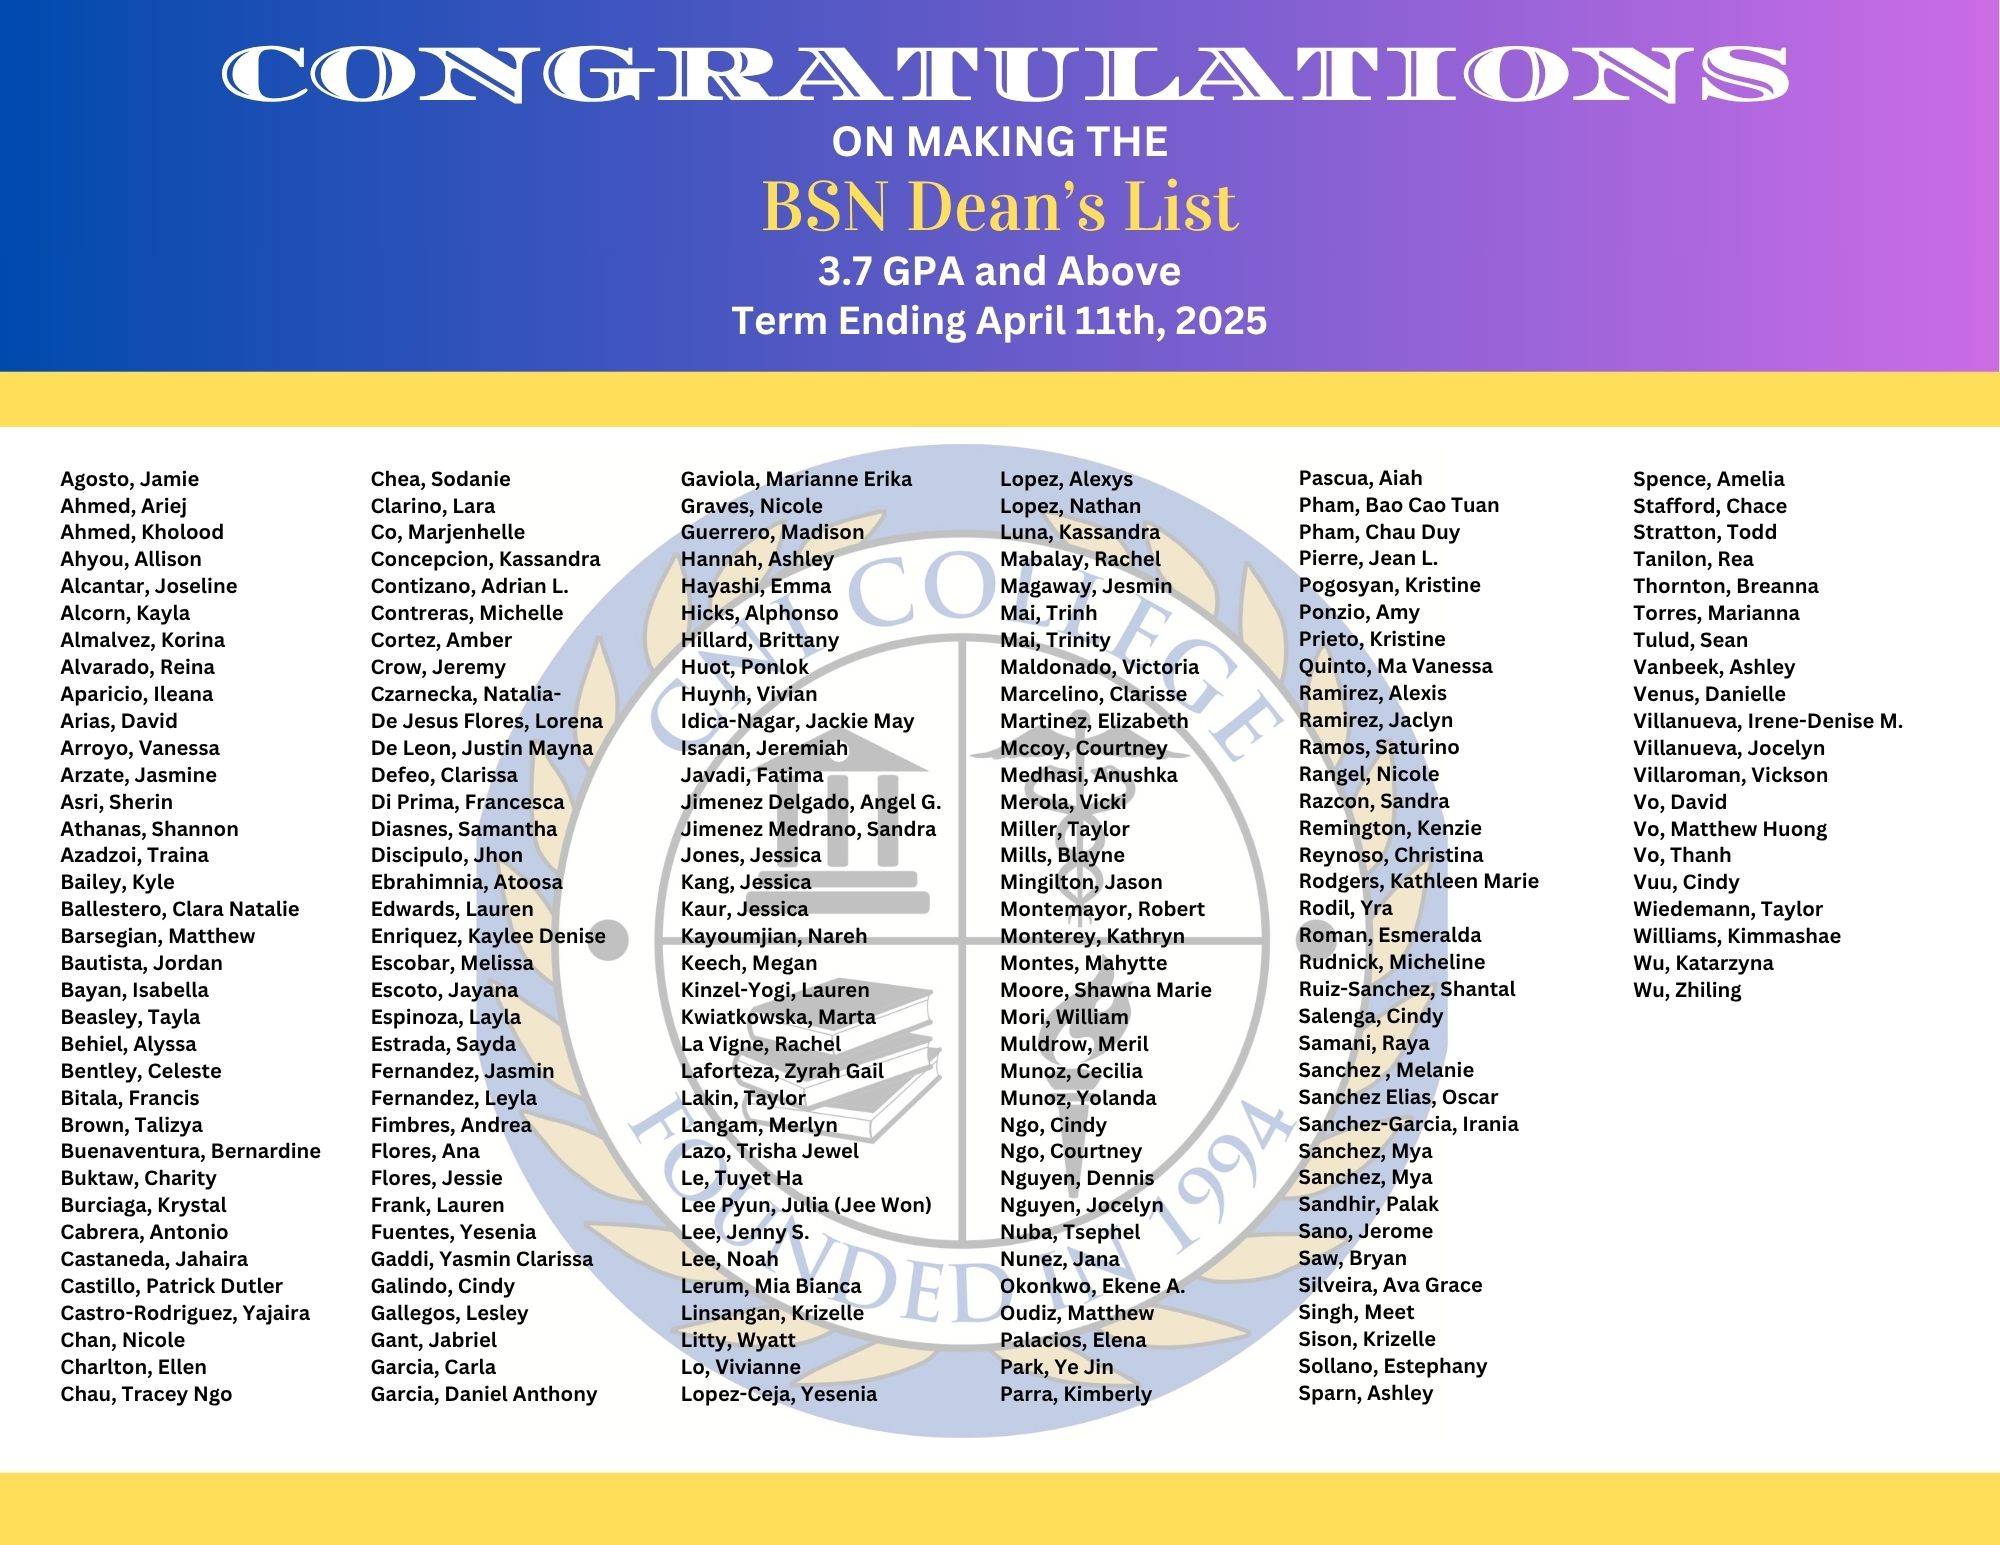 CONGRATULATIONS
ON MAKING THE
BSN Dean's List
3.7 GPA and Above
Term Ending April 11th, 2025
CNI COLLEGE
FOUNDED IN 1994
Agosto, Jamie
Ahmed, Ariej
Ahmed, Kholood
Ahyou, Allison
Alcantar, Joseline
Alcorn, Kayla
Almalvez, Korina
Alvarado, Reina
Aparicio, Ileana
Arias, David
Arroyo, Vanessa
Arzate, Jasmine
Asri, Sherin
Athanas, Shannon
Azadzoi, Traina
Bailey, Kyle
Ballestero, Clara Natalie
Barsegian, Matthew
Bautista, Jordan
Bayan, Isabella
Beasley, Tayla
Behiel, Alyssa
Bentley, Celeste
Bitala, Francis
Brown, Talizya
Buenaventura, Bernardine
Buktaw, Charity
Burciaga, Krystal
Cabrera, Antonio
Castaneda, Jahaira
Castillo, Patrick Dutler
Castro-Rodriguez, Yajaira
Chan, Nicole
Charlton, Ellen
Chau, Tracey Ngo
Chea, Sodanie
Clarino, Lara
Co, Marjenhelle
Concepcion, Kassandra
Contizano, Adrian L.
Contreras, Michelle
Cortez, Amber
Crow, Jeremy
Czarnecka, Natalia-
De Jesus Flores, Lorena
De Leon, Justin Mayna
Defeo, Clarissa
Di Prima, Francesca
Diasnes, Samantha
Discipulo, Jhon
Ebrahimnia, Atoosa
Edwards, Lauren
Enriquez, Kaylee Denise
Escobar, Melissa
Escoto, Jayana
Espinoza, Layla
Estrada, Sayda
Fernandez, Jasmin
Fernandez, Leyla
Fimbres, Andrea
Flores, Ana
Flores, Jessie
Frank, Lauren
Fuentes, Yesenia
Gaddi, Yasmin Clarissa
Galindo, Cindy
Gallegos, Lesley
Gant, Jabriel
Garcia, Carla
Garcia, Daniel Anthony
Gaviola, Marianne Erika
Graves, Nicole
Guerrero, Madison
Hannah, Ashley
Hayashi, Emma
Hicks, Alphonso
Hillard, Brittany
Huot, Ponlok
Huynh, Vivian
Idica-Nagar, Jackie May
Isanan, Jeremiah
Javadi, Fatima
Jimenez Delgado, Angel G.
Jimenez Medrano, Sandra
Jones, Jessica
Kang, Jessica
Kaur, Jessica
Kayoumjian, Nareh
Keech, Megan
Kinzel-Yogi, Lauren
Kwiatkowska, Marta
La Vigne, Rachel
Laforteza, Zyrah Gail
Lakin, Taylor
Langam, Merlyn
Lazo, Trisha Jewel
Le, Tuyet Ha
Lee Pyun, Julia (Jee Won)
Lee, Jenny S.
Lee, Noah
Lerum, Mia Bianca
Linsangan, Krizelle
Litty, Wyatt
Lo, Vivianne
Lopez-Ceja, Yesenia
Lopez, Alexys
Lopez, Nathan
Luna, Kassandra
Mabalay, Rachel
Magaway, Jesmin
Mai, Trinh
Mai, Trinity
Maldonado, Victoria
Marcelino, Clarisse
Martinez, Elizabeth
Mccoy, Courtney
Medhasi, Anushka
Merola, Vicki
Miller, Taylor
Mills, Blayne
Mingilton, Jason
Montemayor, Robert
Monterey, Kathryn
Montes, Mahytte
Moore, Shawna Marie
Mori, William
Muldrow, Meril
Munoz, Cecilia
Munoz, Yolanda
Ngo, Cindy
Ngo, Courtney
Nguyen, Dennis
Nguyen, Jocelyn
Nuba, Tsephel
Nunez, Jana
Okonkwo, Ekene A.
Oudiz, Matthew
Palacios, Elena
Park, Ye Jin
Parra, Kimberly
Pascua, Aiah
Pham, Bao Cao Tuan
Pham, Chau Duy
Pierre, Jean L.
Pogosyan, Kristine
Ponzio, Amy
Prieto, Kristine
Quinto, Ma Vanessa
Ramirez, Alexis
Ramirez, Jaclyn
Ramos, Saturino
Rangel, Nicole
Razcon, Sandra
Remington, Kenzie
Reynoso, Christina
Rodgers, Kathleen Marie
Rodil, Yra
Roman, Esmeralda
Rudnick, Micheline
Ruiz-Sanchez, Shantal
Salenga, Cindy
Samani, Raya
Sanchez , Melanie
Sanchez Elias, Oscar
Sanchez-Garcia, Irania
Sanchez, Mya
Sanchez, Mya
Sandhir, Palak
Sano, Jerome
Saw, Bryan
Silveira, Ava Grace
Singh, Meet
Sison, Krizelle
Sollano, Estephany
Sparn, Ashley
Spence, Amelia
Stafford, Chace
Stratton, Todd
Tanilon, Rea
Thornton, Breanna
Torres, Marianna
Tulud, Sean
Vanbeek, Ashley
Venus, Danielle
Villanueva, Irene-Denise M.
Villanueva, Jocelyn
Villaroman, Vickson
Vo, David
Vo, Matthew Huong
Vo, Thanh
Vuu, Cindy
Wiedemann, Taylor
Williams, Kimmashae
Wu, Katarzyna
Wu, Zhiling